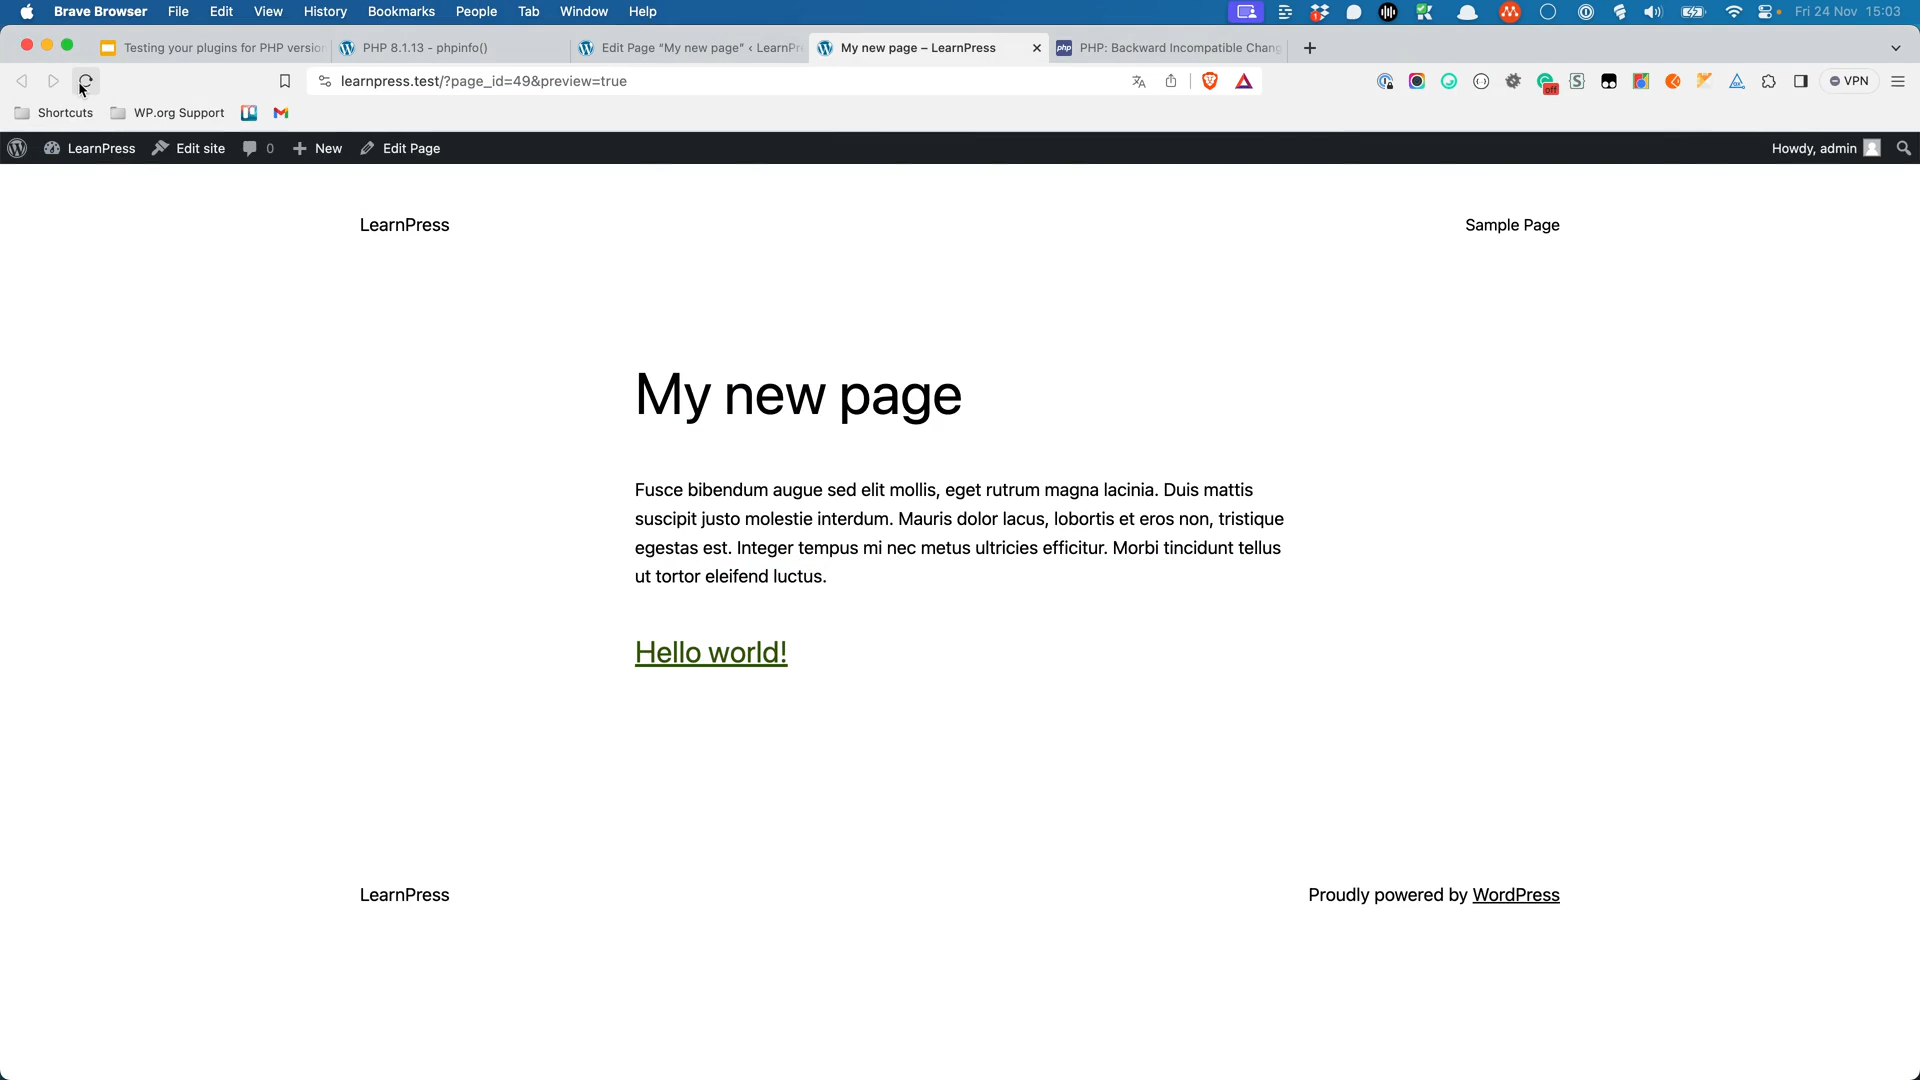 Brave Browser File Edit View History Bookmarks People Tab Window Help Fri 24 Nov 15:03
Testing your plugins for PHP version PHP 8.1.13 - phpinfo() Edit Page “My new page” ‹ LearnPr My new page – LearnPress php PHP: Backward Incompatible Chang
learnpress.test/?page_id=49&preview=true off VPN
Shortcuts WP.org Support
LearnPress Edit site 0 New Edit Page Howdy, admin
LearnPress Sample Page
My new page
Fusce bibendum augue sed elit mollis, eget rutrum magna lacinia. Duis mattis
suscipit justo molestie interdum. Mauris dolor lacus, lobortis et eros non, tristique
egestas est. Integer tempus mi nec metus ultricies efficitur. Morbi tincidunt tellus
ut tortor eleifend luctus.
Hello world!
LearnPress Proudly powered by WordPress